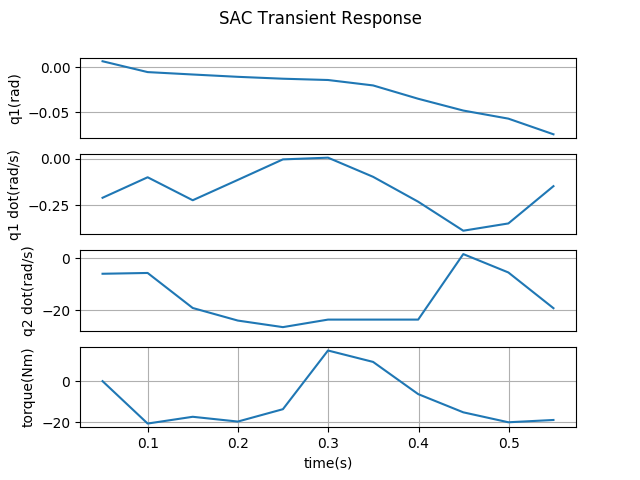 SAC Transient Response
q1(rad)
0.00
−0.05
q1 dot(rad/s)
0.00
−0.25
q2 dot(rad/s)
0
−20
torque(Nm)
0
−20
0.1 0.2 0.3 0.4 0.5
time(s)